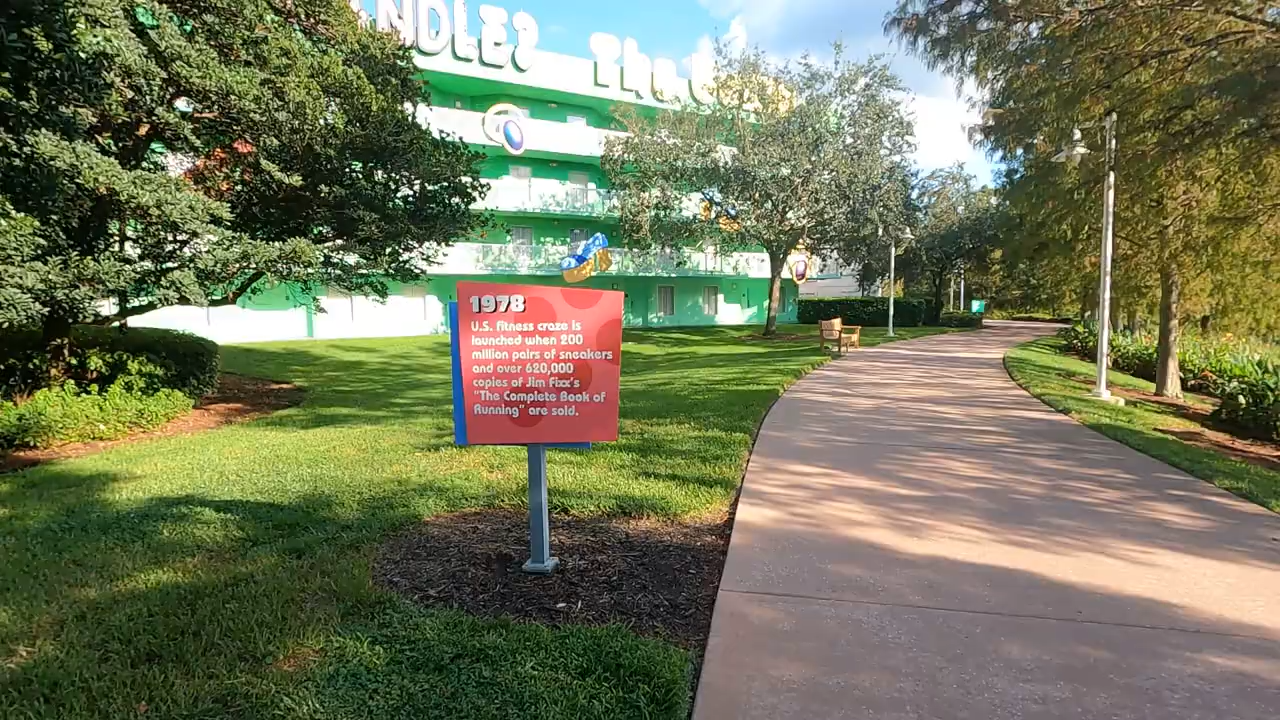 NDLE?
1978
U.S. fitness craze is
launched when 200
million pairs of sneakers
and over 620,000
copies of Jim Fixx's
"The Complete Book of
Running" are sold.